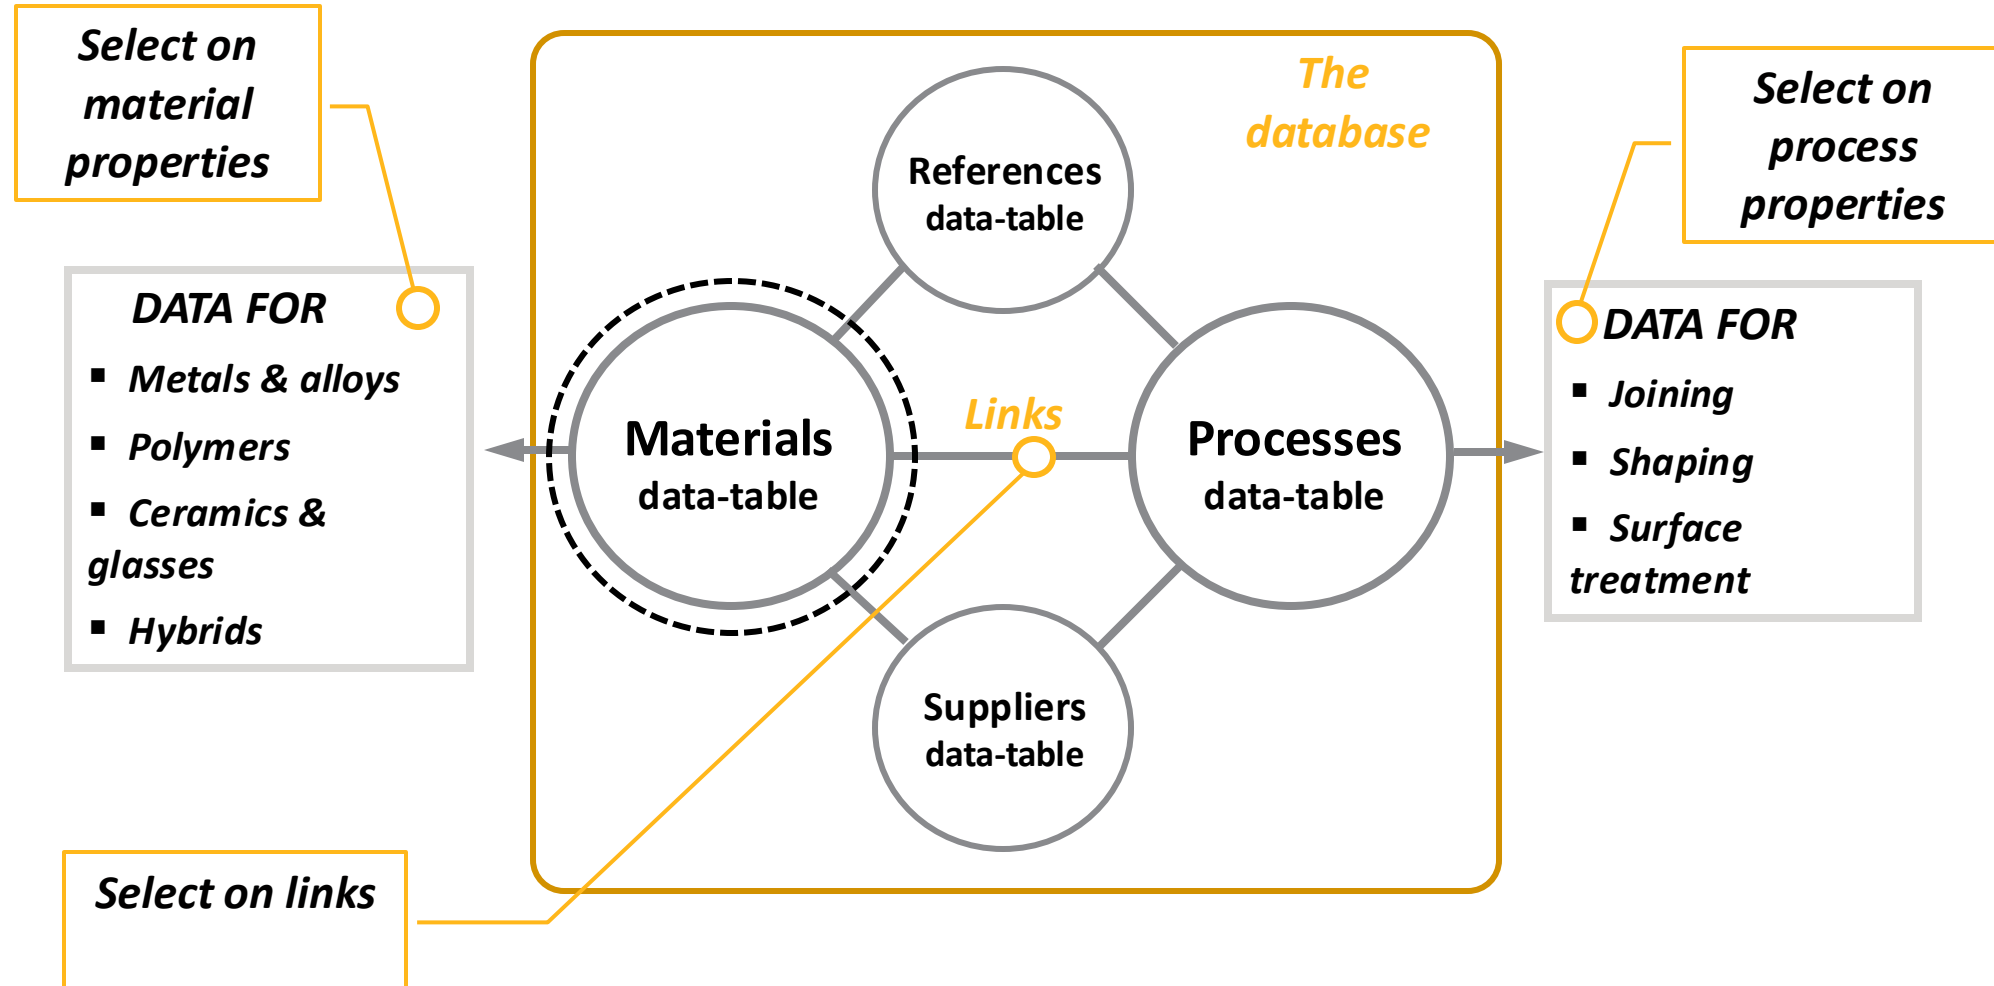 Select on
material
properties
The
database
Select on
process
properties
References
data-table
DATA FOR
▪ Metals & alloys
▪ Polymers
▪ Ceramics &
glasses
▪ Hybrids
Materials
data-table
Links
Processes
data-table
DATA FOR
▪ Joining
▪ Shaping
▪ Surface
treatment
Suppliers
data-table
Select on links